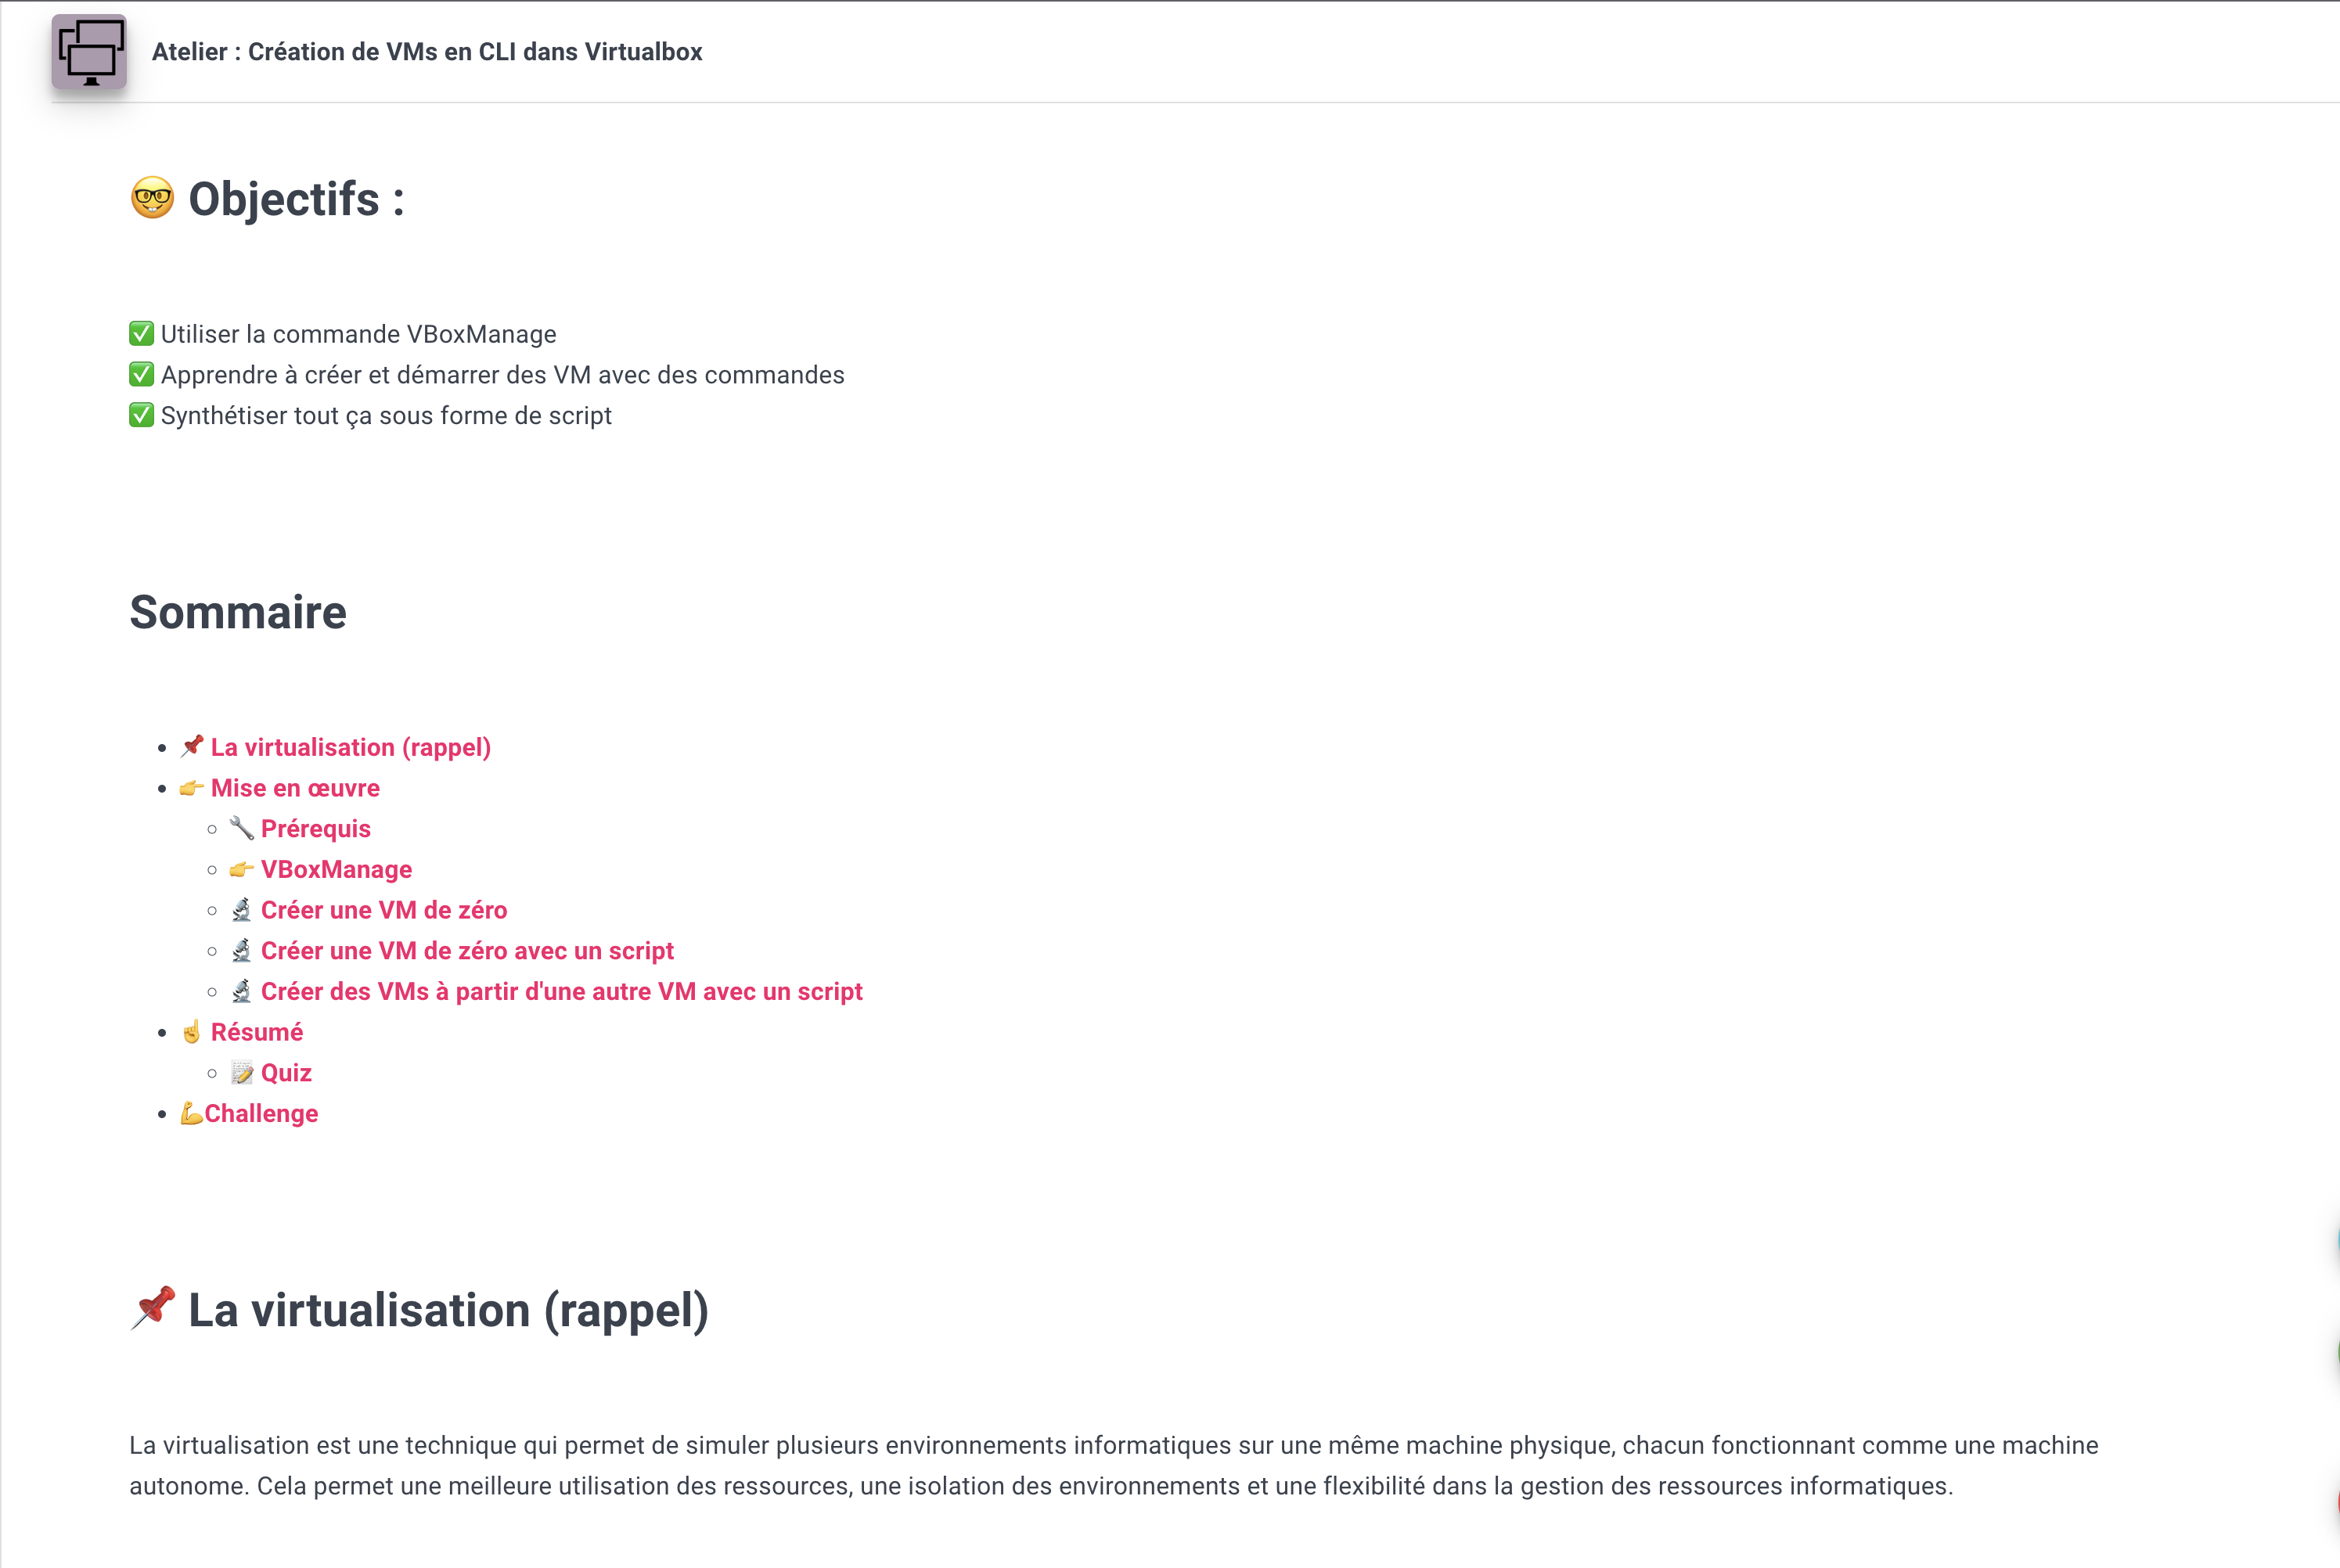 Atelier : Création de VMs en CLI dans Virtualbox
🤓 Objectifs :
✅ Utiliser la commande VBoxManage
✅ Apprendre à créer et démarrer des VM avec des commandes
✅ Synthétiser tout ça sous forme de script
Sommaire
• 📌 La virtualisation (rappel)
• 👉 Mise en œuvre
◦ 🔧 Prérequis
◦ 👉 VBoxManage
◦ 🔬 Créer une VM de zéro
◦ 🔬 Créer une VM de zéro avec un script
◦ 🔬 Créer des VMs à partir d'une autre VM avec un script
• ☝️ Résumé
◦ 📝 Quiz
• 💪Challenge
📌 La virtualisation (rappel)
La virtualisation est une technique qui permet de simuler plusieurs environnements informatiques sur une même machine physique, chacun fonctionnant comme une machine
autonome. Cela permet une meilleure utilisation des ressources, une isolation des environnements et une flexibilité dans la gestion des ressources informatiques.